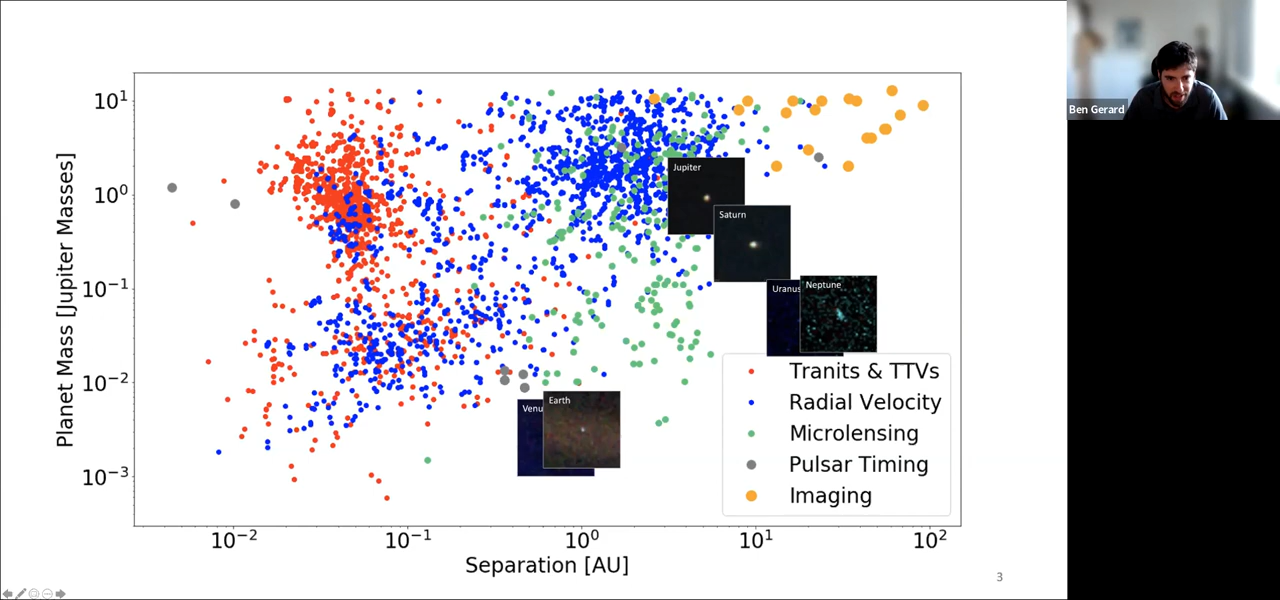 Ben Gerard
Planet Mass [Jupiter Masses]
10¹
10⁰
10⁻¹
10⁻²
10⁻³
Jupiter
Saturn
Uranus
Neptune
Venu
Earth
Tranits & TTVs
Radial Velocity
Microlensing
Pulsar Timing
Imaging
10⁻²
10⁻¹
10⁰
10¹
10²
Separation [AU]
3